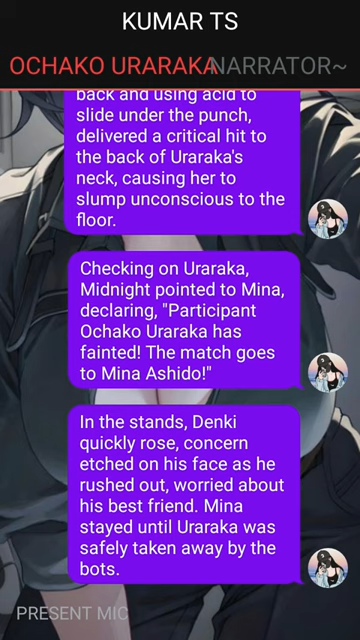 KUMAR TS
OCHAKO URARAKA NARRATOR~
back and using acid to
slide under the punch,
delivered a critical hit to
the back of Uraraka's
neck, causing her to
slump unconscious to the
floor.
Checking on Uraraka,
Midnight pointed to Mina,
declaring, "Participant
Ochako Uraraka has
fainted! The match goes
to Mina Ashido!"
In the stands, Denki
quickly rose, concern
etched on his face as he
rushed out, worried about
his best friend. Mina
stayed until Uraraka was
safely taken away by the
bots.
PRESENT MIC